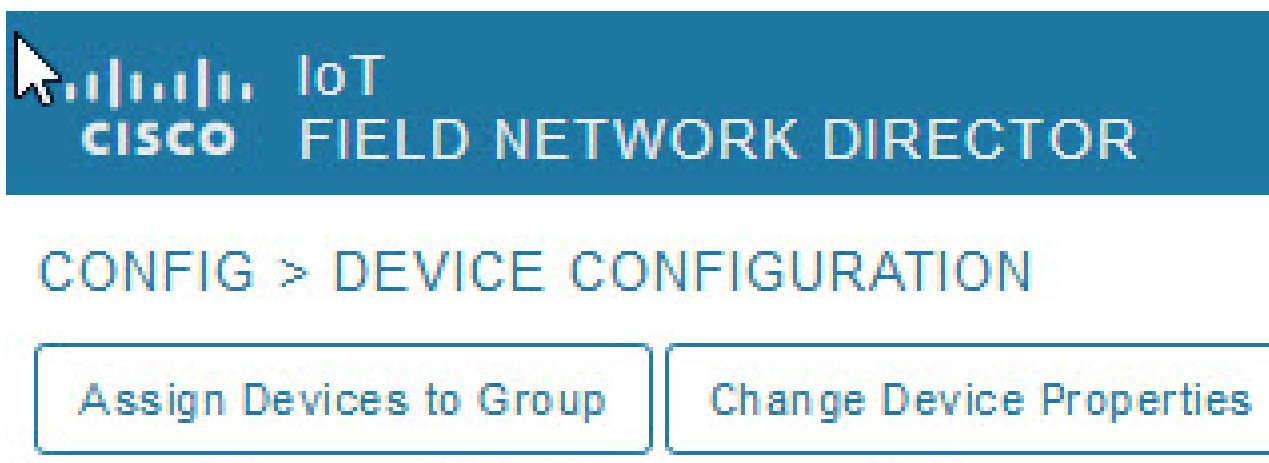 IoT
CISCO FIELD NETWORK DIRECTOR
CONFIG > DEVICE CONFIGURATION
Assign Devices to Group Change Device Properties